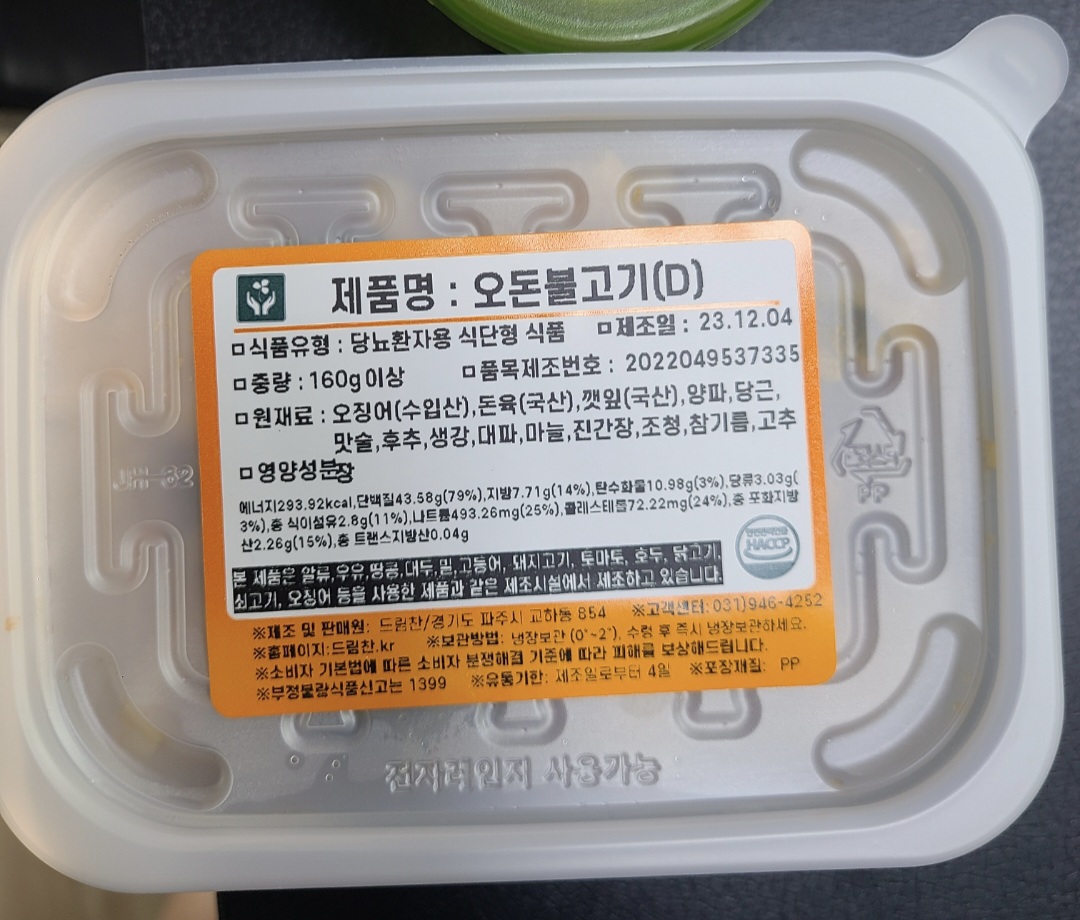 제품명 : 오돈불고기(D)
□식품유형 : 당뇨환자용 식단형 식품 □제조일 : 23.12.04
□중량 : 160g이상 □품목제조번호 : 2022049537335
□원재료 : 오징어(수입산),돈육(국산),깻잎(국산),양파,당근,
맛술,후추,생강,대파,마늘,진간장,조청,참기름,고추
장
□영양성분
에너지293.92kcal,단백질43.58g(79%),지방7.71g(14%),탄수화물10.98g(3%),당류3.03g(
3%),총 식이섬유2.8g(11%),나트륨493.26mg(25%),콜레스테롤72.22mg(24%),총 포화지방
산2.26g(15%),총 트랜스지방산0.04g
HACCP
본 제품은 알류,우유,땅콩,대두,밀,고등어, 돼지고기, 토마토, 호두, 닭고기,
쇠고기, 오징어 등을 사용한 제품과 같은 제조시설에서 제조하고 있습니다.
※제조 및 판매원: 드림찬/경기도 파주시 교하동 854 ※고객센터:031)946-4252
※홈페이지:드림찬.kr ※보관방법: 냉장보관 (0˚~2˚), 수령 후 즉시 냉장보관하세요.
※소비자 기본법에 따른 소비자 분쟁해결 기준에 따라 피해를 보상해드립니다.
※부정불량식품신고는 1399 ※유통기한: 제조일로부터 4일 ※포장재질: PP
PP
전자레인지 사용가능